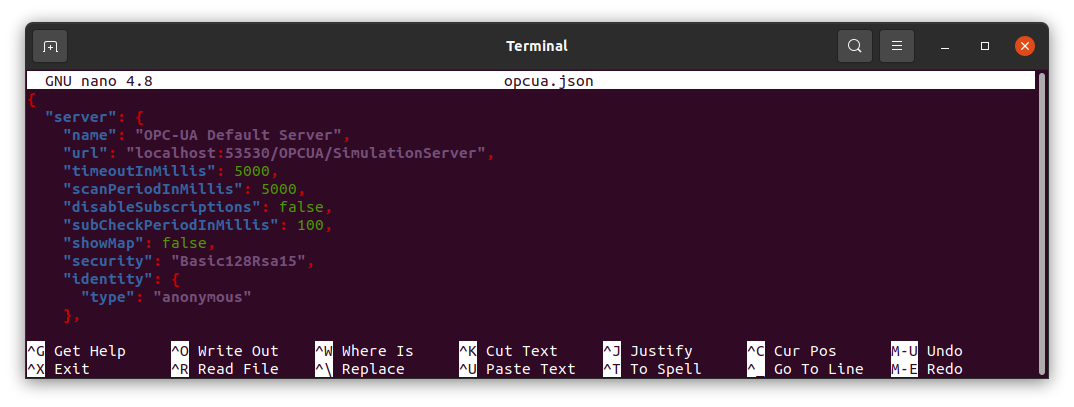 Terminal
GNU nano 4.8 opcua.json
{
"server": {
"name": "OPC-UA Default Server",
"url": "localhost:53530/OPCUA/SimulationServer",
"timeoutInMillis": 5000,
"scanPeriodInMillis": 5000,
"disableSubscriptions": false,
"subCheckPeriodInMillis": 100,
"showMap": false,
"security": "Basic128Rsa15",
"identity": {
"type": "anonymous"
},
^G Get Help ^O Write Out ^W Where Is ^K Cut Text ^J Justify ^C Cur Pos M-U Undo
^X Exit ^R Read File ^\ Replace ^U Paste Text ^T To Spell ^_ Go To Line M-E Redo